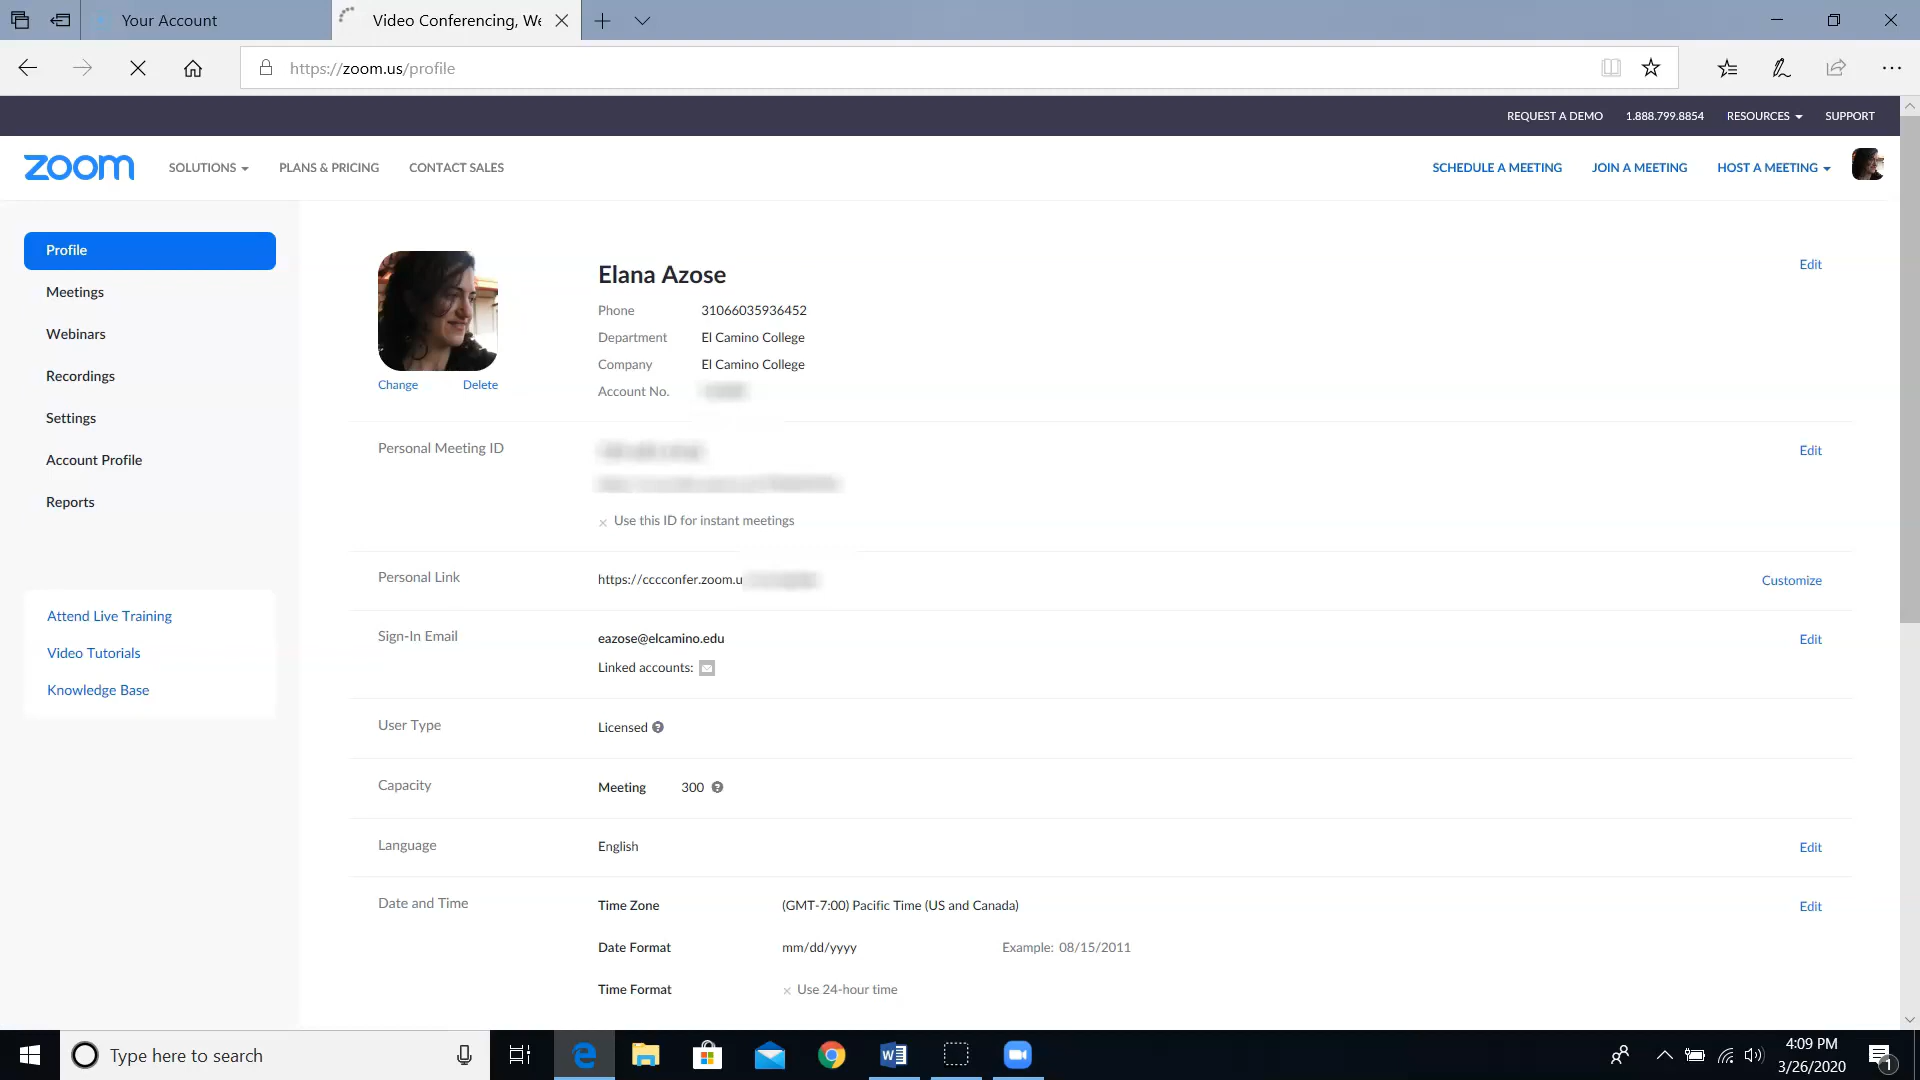 Your Account
Video Conferencing, We
https://zoom.us/profile
REQUEST A DEMO 1.888.799.8854 RESOURCES SUPPORT
zoom SOLUTIONS PLANS & PRICING CONTACT SALES SCHEDULE A MEETING JOIN A MEETING HOST A MEETING
Profile
Meetings
Webinars
Recordings
Settings
Account Profile
Reports
Attend Live Training
Video Tutorials
Knowledge Base
Change Delete
Elana Azose Edit
Phone 31066035936452
Department El Camino College
Company El Camino College
Account No.
Personal Meeting ID Edit
× Use this ID for instant meetings
Personal Link https://cccconfer.zoom.u Customize
Sign-In Email eazose@elcamino.edu Edit
Linked accounts:
User Type Licensed ?
Capacity Meeting 300 ?
Language English Edit
Date and Time Time Zone (GMT-7:00) Pacific Time (US and Canada) Edit
Date Format mm/dd/yyyy Example: 08/15/2011
Time Format × Use 24-hour time
Type here to search
4:09 PM
3/26/2020
1